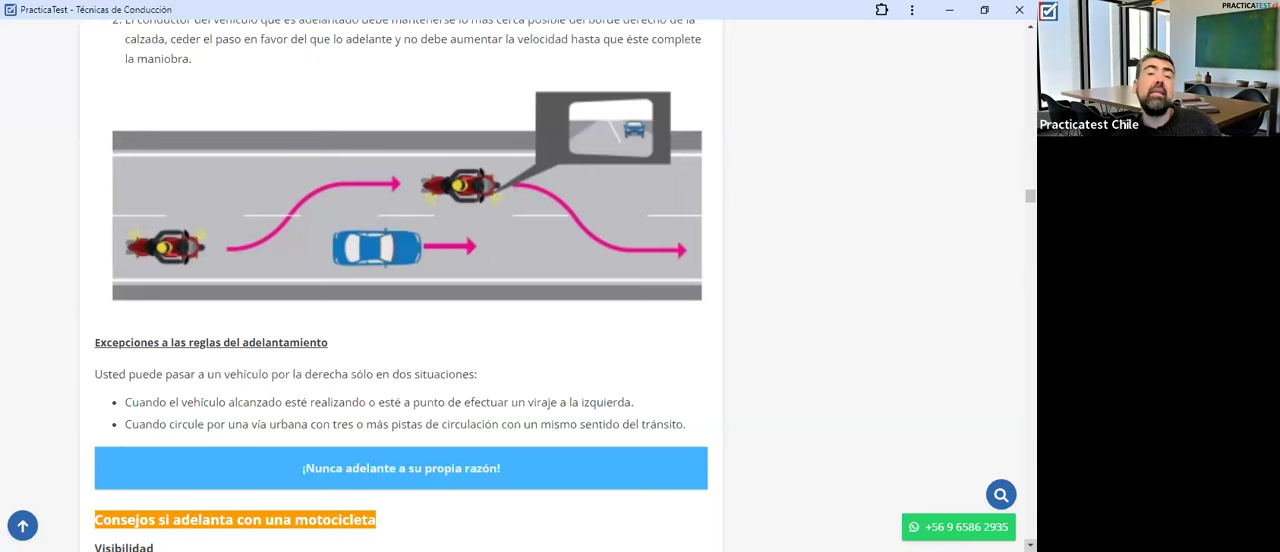 PracticaTest - Técnicas de Conducción
2. El conductor del vehículo que es adelantado debe mantenerse lo más cerca posible del borde derecho de la
calzada, ceder el paso en favor del que lo adelante y no debe aumentar la velocidad hasta que éste complete
la maniobra.
Excepciones a las reglas del adelantamiento
Usted puede pasar a un vehículo por la derecha sólo en dos situaciones:
• Cuando el vehículo alcanzado esté realizando o esté a punto de efectuar un viraje a la izquierda.
• Cuando circule por una vía urbana con tres o más pistas de circulación con un mismo sentido del tránsito.
¡Nunca adelante a su propia razón!
Consejos si adelanta con una motocicleta
Visibilidad
+56 9 6586 2935
PRACTICATEST
Practicatest Chile